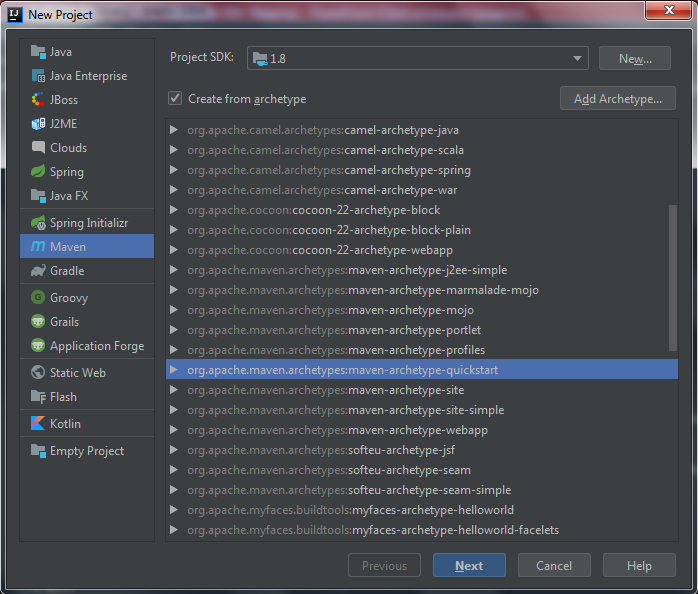 New Project
Java
Java Enterprise
JBoss
J2ME
Clouds
Spring
Java FX
Spring Initializr
Maven
Gradle
Groovy
Grails
Application Forge
Static Web
Flash
Kotlin
Empty Project
Project SDK: 1.8 New...
Create from archetype Add Archetype...
org.apache.camel.archetypes:camel-archetype-java
org.apache.camel.archetypes:camel-archetype-scala
org.apache.camel.archetypes:camel-archetype-spring
org.apache.camel.archetypes:camel-archetype-war
org.apache.cocoon:cocoon-22-archetype-block
org.apache.cocoon:cocoon-22-archetype-block-plain
org.apache.cocoon:cocoon-22-archetype-webapp
org.apache.maven.archetypes:maven-archetype-j2ee-simple
org.apache.maven.archetypes:maven-archetype-marmalade-mojo
org.apache.maven.archetypes:maven-archetype-mojo
org.apache.maven.archetypes:maven-archetype-portlet
org.apache.maven.archetypes:maven-archetype-profiles
org.apache.maven.archetypes:maven-archetype-quickstart
org.apache.maven.archetypes:maven-archetype-site
org.apache.maven.archetypes:maven-archetype-site-simple
org.apache.maven.archetypes:maven-archetype-webapp
org.apache.maven.archetypes:softeu-archetype-jsf
org.apache.maven.archetypes:softeu-archetype-seam
org.apache.maven.archetypes:softeu-archetype-seam-simple
org.apache.myfaces.buildtools:myfaces-archetype-helloworld
org.apache.myfaces.buildtools:myfaces-archetype-helloworld-facelets
Previous Next Cancel Help